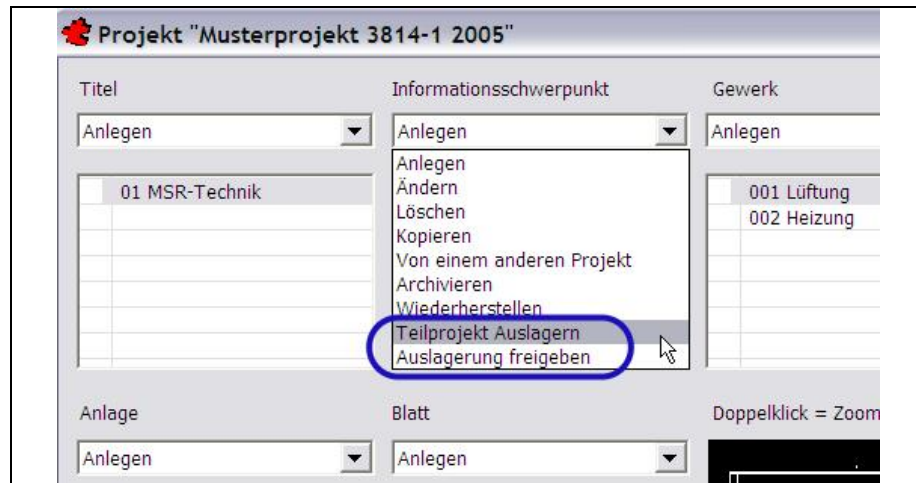 Projekt "Musterprojekt 3814-1 2005"
Titel Informationsschwerpunkt Gewerk
Anlegen Anlegen Anlegen
Anlegen
Ändern
Löschen
Kopieren
Von einem anderen Projekt
Archivieren
Wiederherstellen
Teilprojekt Auslagern
Auslagerung freigeben
01 MSR-Technik
001 Lüftung
002 Heizung
Anlage Blatt Doppelklick = Zoom
Anlegen Anlegen